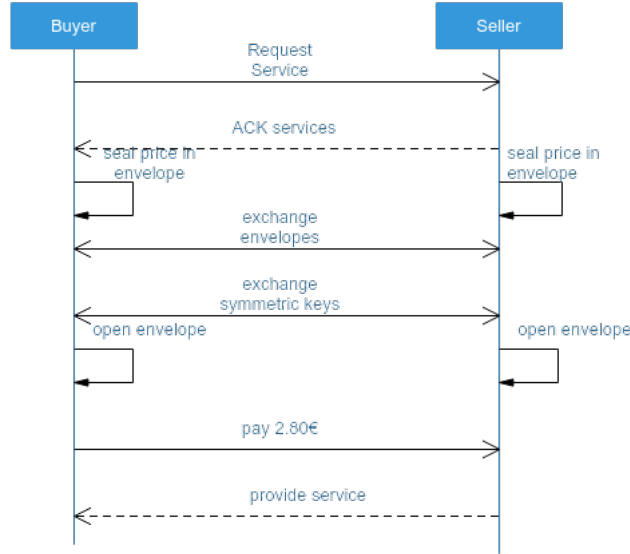 Buyer
Seller
Request
Service
ACK services
seal price in
envelope
seal price in
envelope
exchange
envelopes
exchange
symmetric keys
open envelope
open envelope
pay 2.80€
provide service